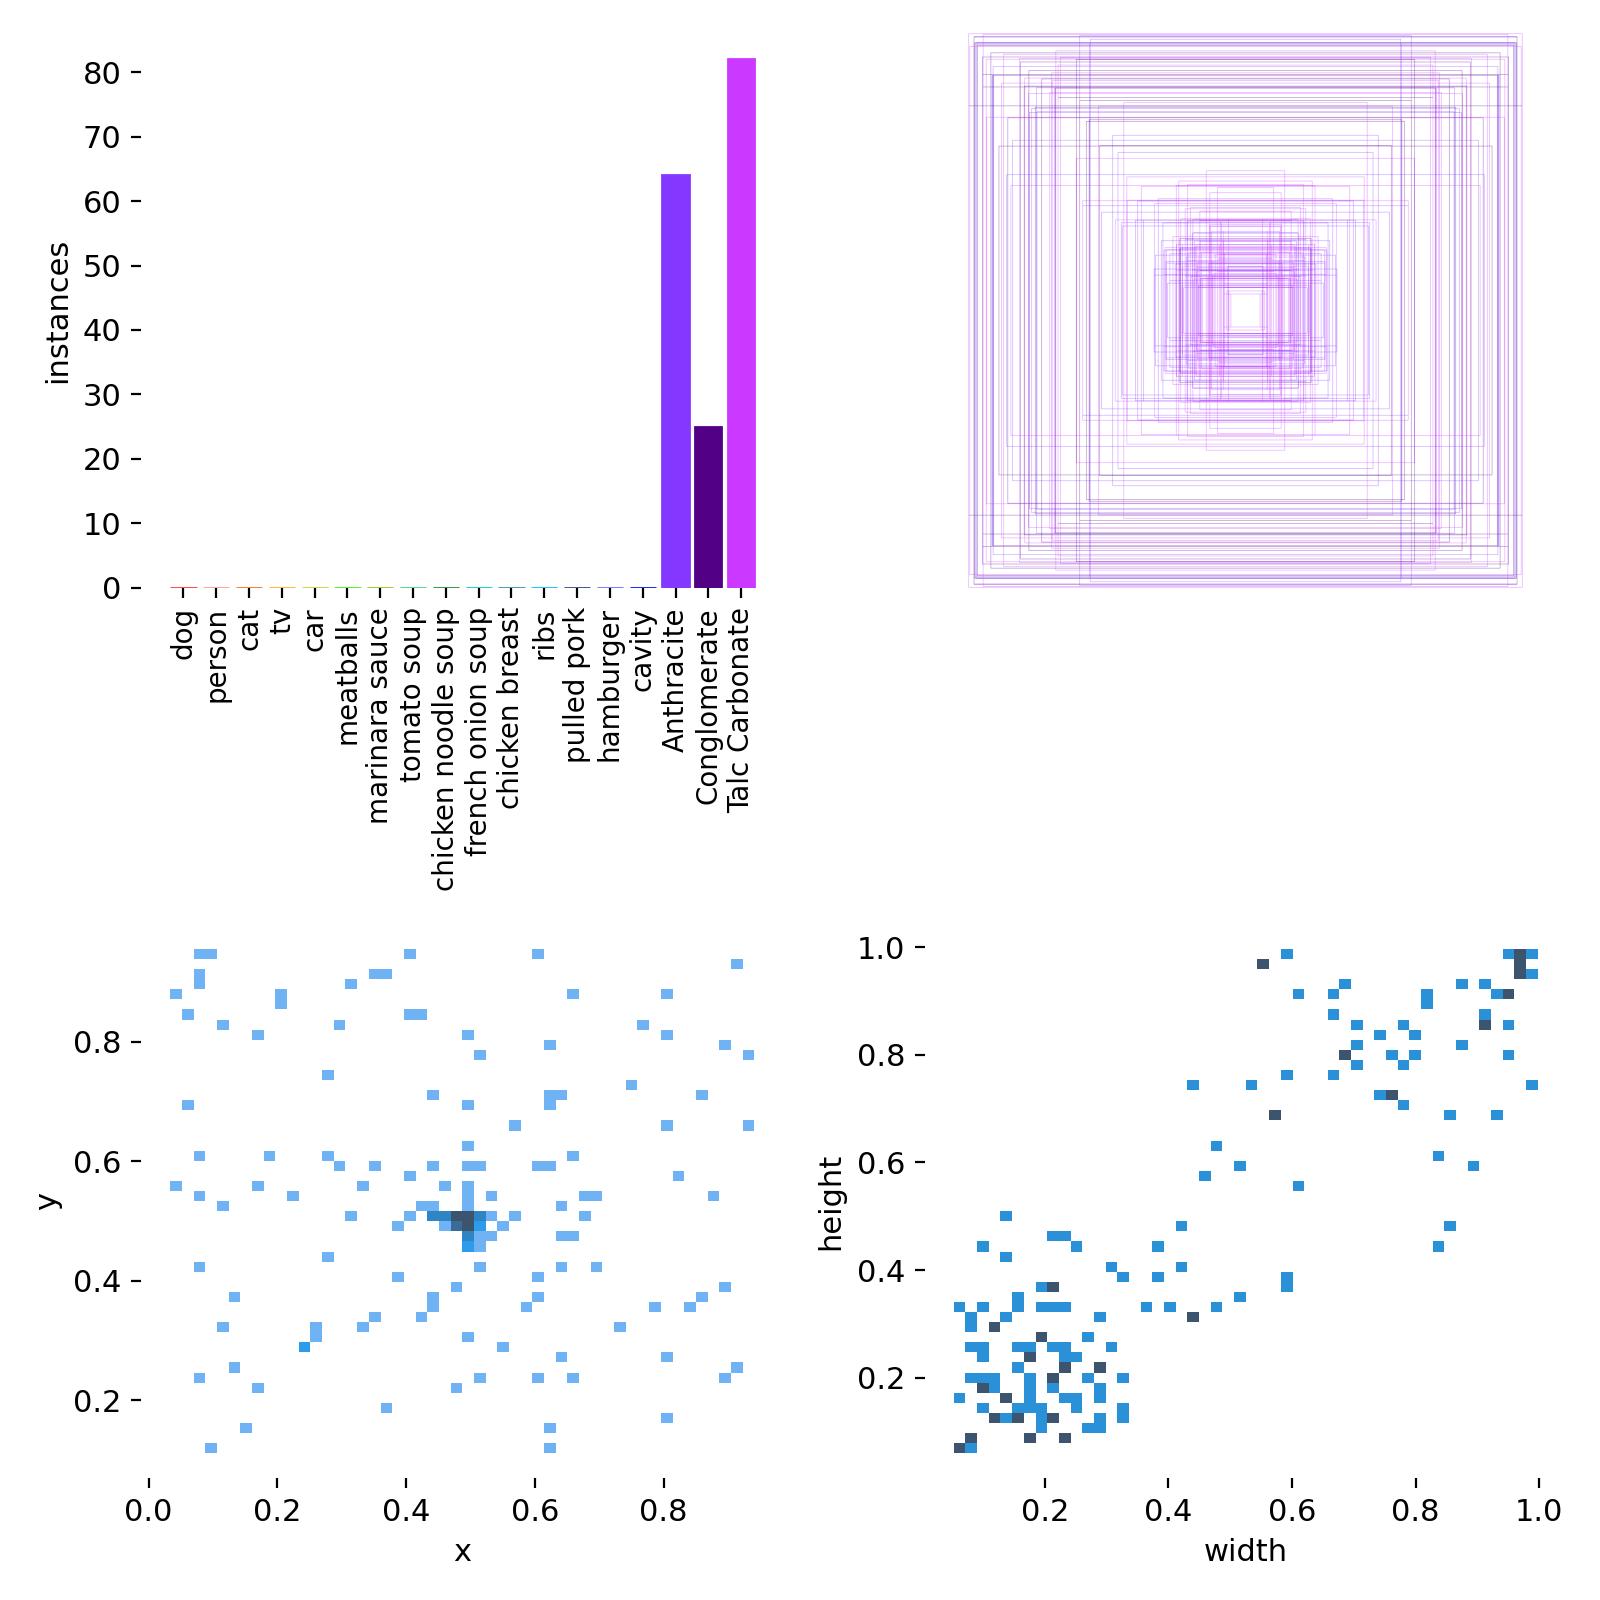 80
70
60
50
40
30
20
10
0
instances
dog
person
cat
tv
car
meatballs
marinara sauce
tomato soup
chicken noodle soup
french onion soup
chicken breast
ribs
pulled pork
hamburger
cavity
Anthracite
Conglomerate
Talc Carbonate
0.8
0.6
0.4
0.2
y
0.0
0.2
0.4
0.6
0.8
x
1.0
0.8
0.6
0.4
0.2
height
0.2
0.4
0.6
0.8
1.0
width